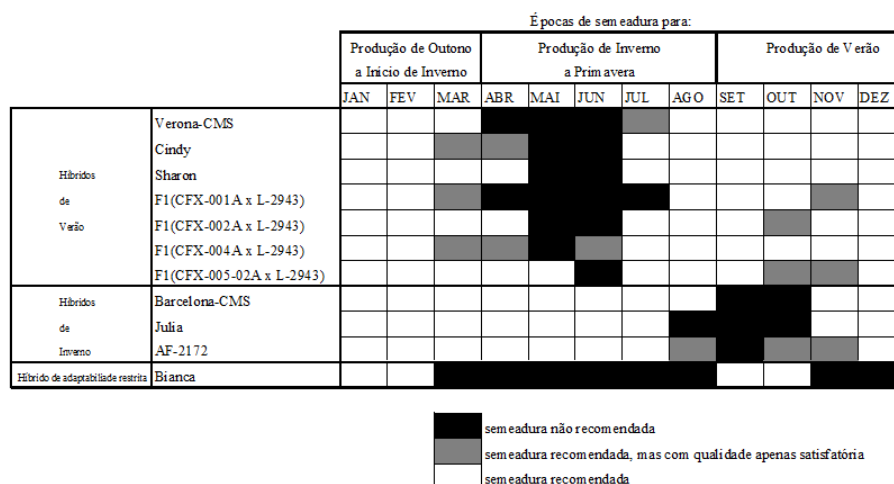 Épocas de semeadura para:
Produção de Outono Produção de Inverno Produção de Verão
a Inicio de Inverno a Primavera
JAN FEV MAR ABR MAI JUN JUL AGO SET OUT NOV DEZ
Verona-CMS
Cindy
Híbridos Sharon
de F1(CFX-001A x L-2943)
Verão F1(CFX-002A x L-2943)
F1(CFX-004A x L-2943)
F1(CFX-005-02A x L-2943)
Híbridos Barcelona-CMS
de Julia
Inverno AF-2172
Híbrido de adaptabiliade restrita Bianca
semeadura não recomendada
semeadura recomendada, mas com qualidade apenas satisfatória
semeadura recomendada